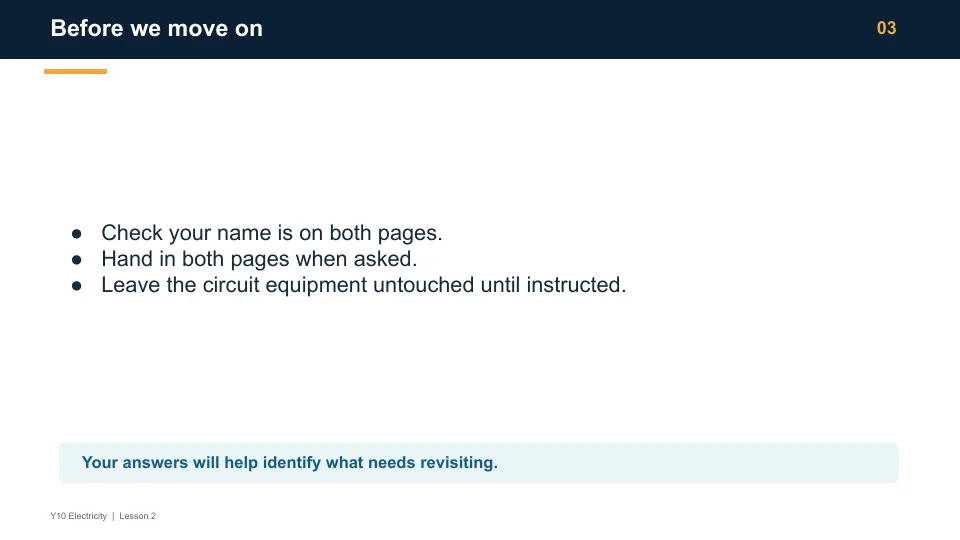 Before we move on
03
● Check your name is on both pages.
● Hand in both pages when asked.
● Leave the circuit equipment untouched until instructed.
Your answers will help identify what needs revisiting.
Y10 Electricity | Lesson 2